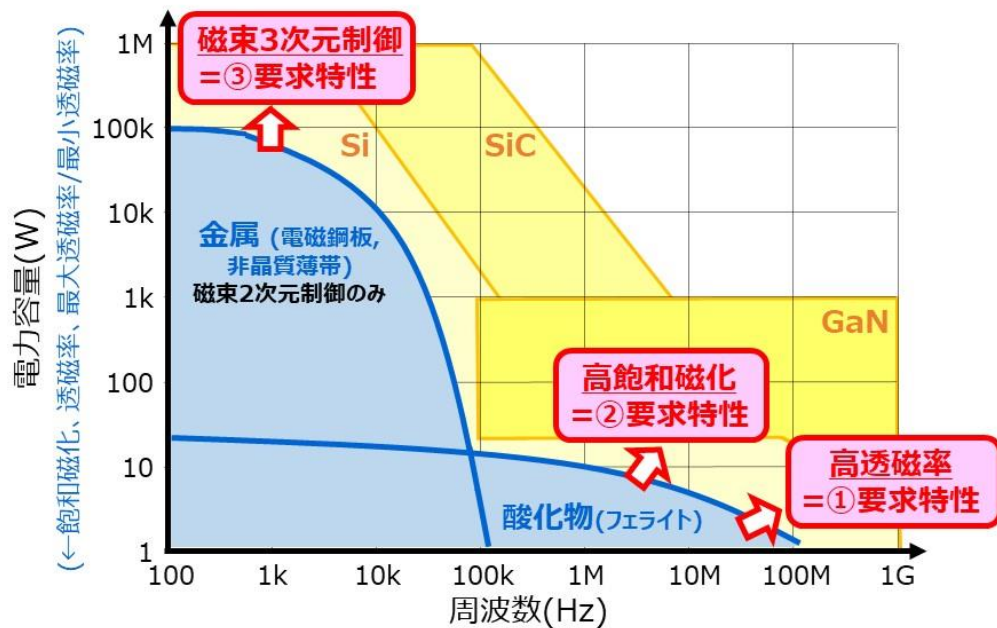 磁束3次元制御
=③要求特性
1M
100k
10k
1k
100
10
1
電力容量(W)
(←飽和磁化、透磁率、最大透磁率/最小透磁率)
Si
SiC
GaN
金属 (電磁鋼板,
非晶質薄帯)
磁束2次元制御のみ
高飽和磁化
=②要求特性
高透磁率
=①要求特性
酸化物(フェライト)
100
1k
10k
100k
1M
10M
100M
1G
周波数(Hz)